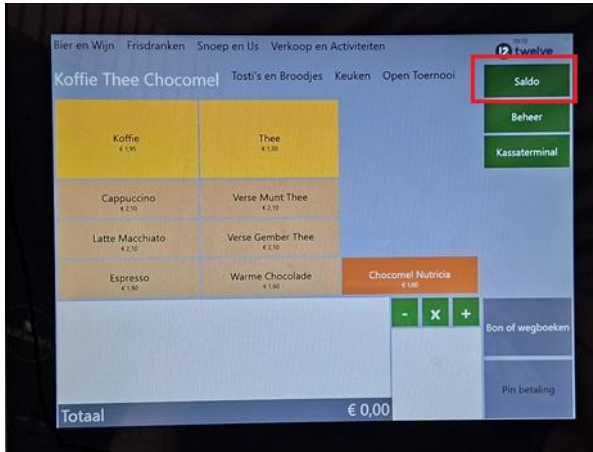 Bier en Wijn Frisdranken Snoep en IJs Verkoop en Activiteiten
twelve
Koffie Thee Chocomel Tosti's en Broodjes Keuken Open Toernooi
Saldo
Beheer
Kassaterminal
Koffie
€ 1,95
Thee
Cappuccino
€ 2,10
Verse Munt Thee
€ 2,10
Latte Macchiato
€ 2,10
Verse Gember Thee
€ 2,10
Espresso
€ 1,90
Warme Chocolade
€ 1,60
Chocomel Nutricia
- X +
Bon of wegboeken
Pin betaling
Totaal € 0,00